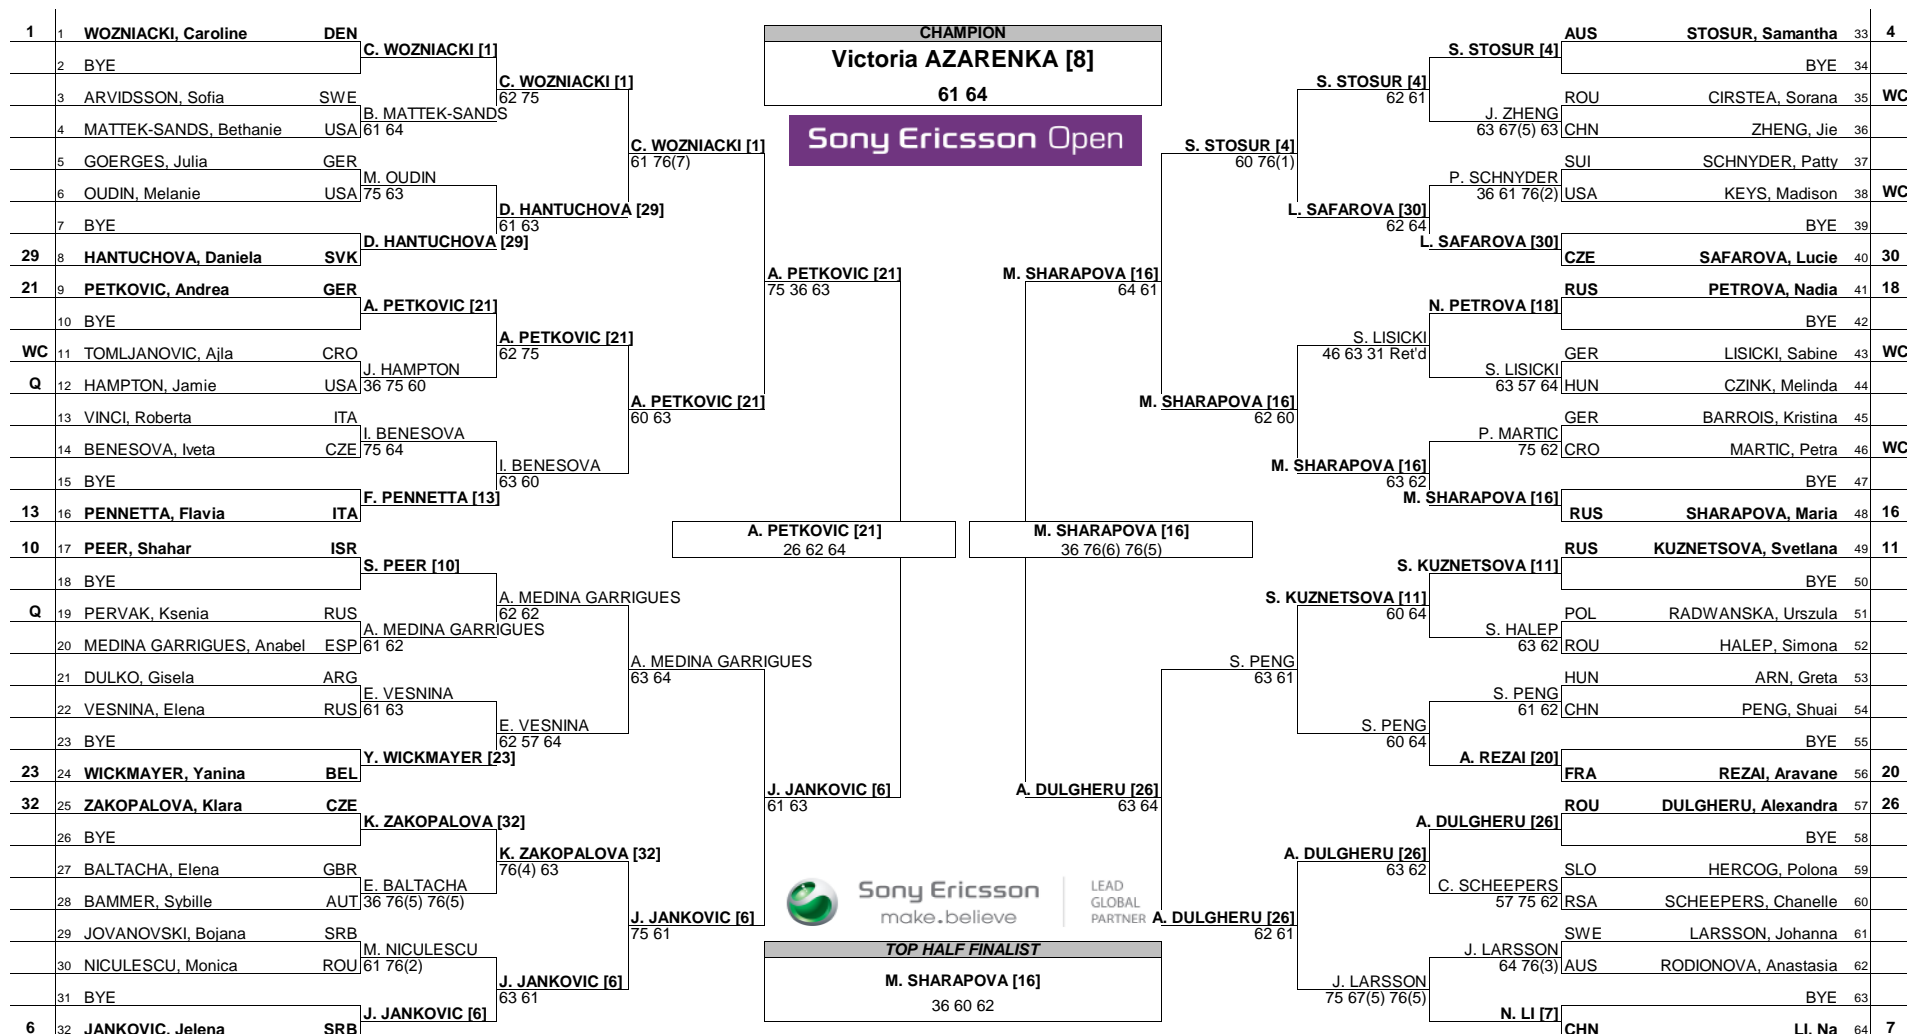 1 1 WOZNIACKI, Caroline DEN
2 BYE
3 ARVIDSSON, Sofia SWE
4 MATTEK-SANDS, Bethanie USA
5 GOERGES, Julia GER
6 OUDIN, Melanie USA
7 BYE
29 8 HANTUCHOVA, Daniela SVK
21 9 PETKOVIC, Andrea GER
10 BYE
WC 11 TOMLJANOVIC, Ajla CRO
Q 12 HAMPTON, Jamie USA
13 VINCI, Roberta ITA
14 BENESOVA, Iveta CZE
15 BYE
13 16 PENNETTA, Flavia ITA
10 17 PEER, Shahar ISR
18 BYE
Q 19 PERVAK, Ksenia RUS
20 MEDINA GARRIGUES, Anabel ESP
21 DULKO, Gisela ARG
22 VESNINA, Elena RUS
23 BYE
23 24 WICKMAYER, Yanina BEL
32 25 ZAKOPALOVA, Klara CZE
26 BYE
27 BALTACHA, Elena GBR
28 BAMMER, Sybille AUT
29 JOVANOVSKI, Bojana SRB
30 NICULESCU, Monica ROU
31 BYE
6 32 JANKOVIC, Jelena SRB
C. WOZNIACKI [1]
B. MATTEK-SANDS
61 64
M. OUDIN
75 63
D. HANTUCHOVA [29]
A. PETKOVIC [21]
J. HAMPTON
36 75 60
I. BENESOVA
75 64
F. PENNETTA [13]
S. PEER [10]
A. MEDINA GARRIGUES
61 62
E. VESNINA
61 63
Y. WICKMAYER [23]
K. ZAKOPALOVA [32]
E. BALTACHA
36 76(5) 76(5)
M. NICULESCU
61 76(2)
J. JANKOVIC [6]
C. WOZNIACKI [1]
62 75
D. HANTUCHOVA [29]
61 63
A. PETKOVIC [21]
62 75
I. BENESOVA
63 60
A. MEDINA GARRIGUES
62 62
E. VESNINA
62 57 64
K. ZAKOPALOVA [32]
76(4) 63
J. JANKOVIC [6]
63 61
C. WOZNIACKI [1]
61 76(7)
A. PETKOVIC [21]
60 63
A. MEDINA GARRIGUES
63 64
J. JANKOVIC [6]
75 61
A. PETKOVIC [21]
75 36 63
J. JANKOVIC [6]
61 63
A. PETKOVIC [21]
26 62 64
CHAMPION
Victoria AZARENKA [8]
61 64
Sony Ericsson Open
M. SHARAPOVA [16]
36 76(6) 76(5)
Sony Ericsson
make.believe
LEAD
GLOBAL
PARTNER
TOP HALF FINALIST
M. SHARAPOVA [16]
36 60 62
M. SHARAPOVA [16]
64 61
A. DULGHERU [26]
63 64
S. STOSUR [4]
60 76(1)
M. SHARAPOVA [16]
62 60
S. PENG
63 61
A. DULGHERU [26]
62 61
S. STOSUR [4]
62 61
L. SAFAROVA [30]
62 64
S. LISICKI
46 63 31 Ret'd
M. SHARAPOVA [16]
63 62
S. KUZNETSOVA [11]
60 64
S. PENG
60 64
A. DULGHERU [26]
63 62
J. LARSSON
75 67(5) 76(5)
S. STOSUR [4]
J. ZHENG
63 67(5) 63
P. SCHNYDER
36 61 76(2)
L. SAFAROVA [30]
N. PETROVA [18]
S. LISICKI
63 57 64
P. MARTIC
75 62
M. SHARAPOVA [16]
S. KUZNETSOVA [11]
S. HALEP
63 62
S. PENG
61 62
A. REZAI [20]
A. DULGHERU [26]
C. SCHEEPERS
57 75 62
J. LARSSON
64 76(3)
N. LI [7]
AUS STOSUR, Samantha 33 4
BYE 34
ROU CIRSTEA, Sorana 35 WC
CHN ZHENG, Jie 36
SUI SCHNYDER, Patty 37
USA KEYS, Madison 38 WC
BYE 39
CZE SAFAROVA, Lucie 40 30
RUS PETROVA, Nadia 41 18
BYE 42
GER LISICKI, Sabine 43 WC
HUN CZINK, Melinda 44
GER BARROIS, Kristina 45
CRO MARTIC, Petra 46 WC
BYE 47
RUS SHARAPOVA, Maria 48 16
RUS KUZNETSOVA, Svetlana 49 11
BYE 50
POL RADWANSKA, Urszula 51
ROU HALEP, Simona 52
HUN ARN, Greta 53
CHN PENG, Shuai 54
BYE 55
FRA REZAI, Aravane 56 20
ROU DULGHERU, Alexandra 57 26
BYE 58
SLO HERCOG, Polona 59
RSA SCHEEPERS, Chanelle 60
SWE LARSSON, Johanna 61
AUS RODIONOVA, Anastasia 62
BYE 63
CHN LI, Na 64 7